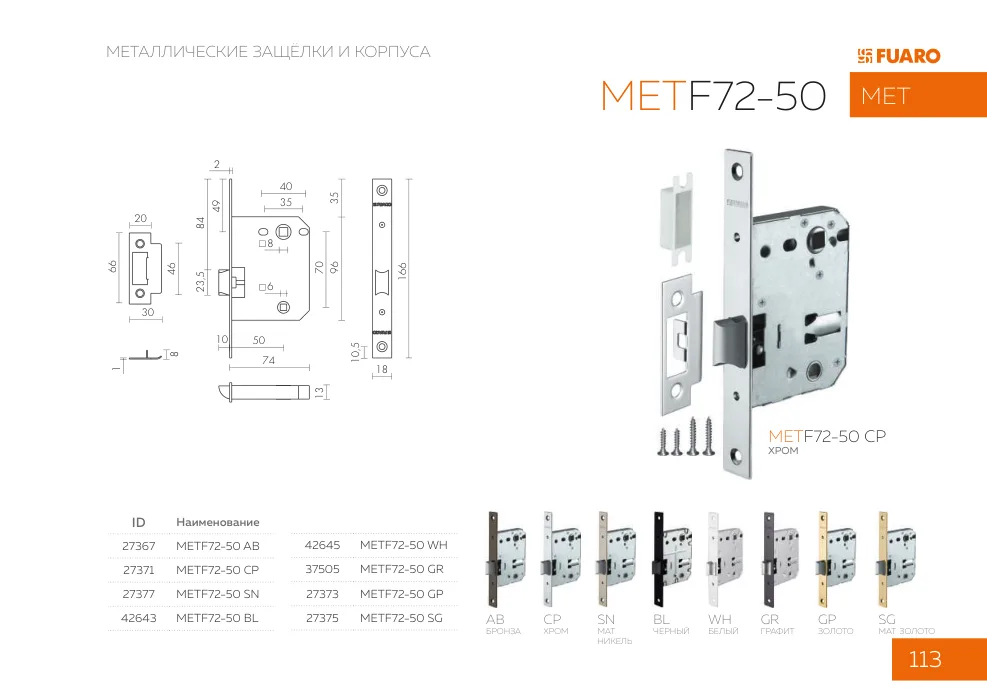 МЕТАЛЛИЧЕСКИЕ ЗАЩЁЛКИ И КОРПУСА
FUARO
METF72-50
MET
2
40
35
35
49
84
20
□8
66
46
70
96
166
23,5
□6
30
10
50
10,5
8
74
1
18
13
METF72-50 CP
ХРОМ
ID Наименование
27367 METF72-50 AB
27371 METF72-50 CP
27377 METF72-50 SN
42643 METF72-50 BL
42645 METF72-50 WH
37505 METF72-50 GR
27373 METF72-50 GP
27375 METF72-50 SG
AB
БРОНЗА
CP
ХРОМ
SN
МАТ
НИКЕЛЬ
BL
ЧЕРНЫЙ
WH
БЕЛЫЙ
GR
ГРАФИТ
GP
ЗОЛОТО
SG
МАТ ЗОЛОТО
113